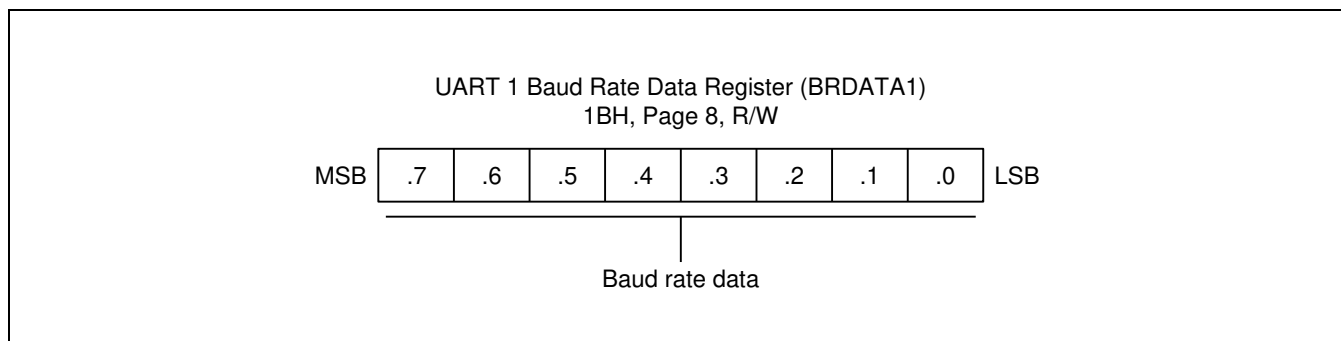 UART 1 Baud Rate Data Register (BRDATA1)
1BH, Page 8, R/W
MSB .7 .6 .5 .4 .3 .2 .1 .0 LSB
Baud rate data